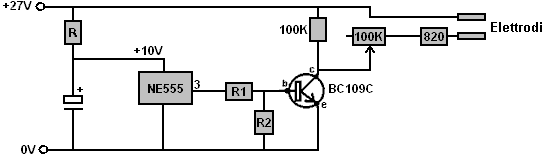 +27V
R
100K
100K
820
Elettrodi
+10V
+
NE555
3
R1
R2
b
c
e
BC109C
0V